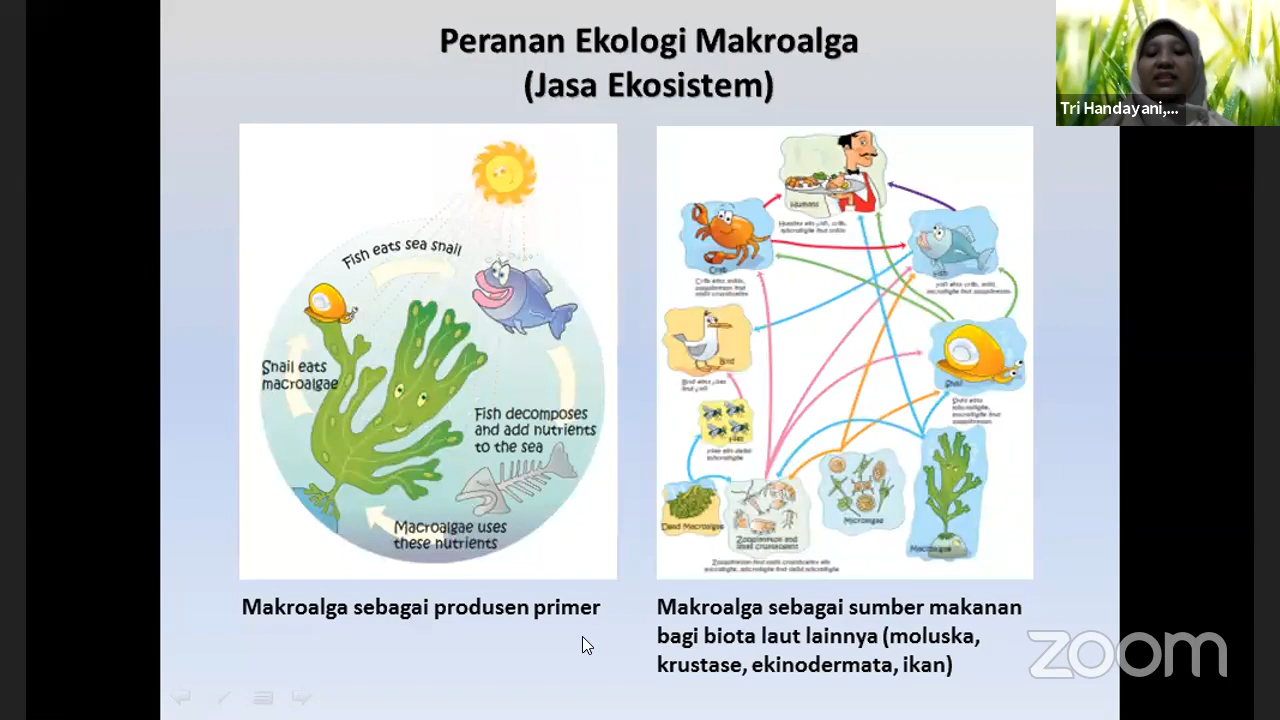 Peranan Ekologi Makroalga
(Jasa Ekosistem)
Tri Handayani,...
Fish eats sea snail
Snail eats
macroalgae
Fish decomposes
and add nutrients
to the sea
Macroalgae uses
these nutrients
Humans
Crab
Fish
Bird
Snail
Flies
Dead Macroalgae
Zooplankton and
small crustaceans
Microalgae
Macroalgae
Makroalga sebagai produsen primer
Makroalga sebagai sumber makanan
bagi biota laut lainnya (moluska,
krustase, ekinodermata, ikan)
zoom